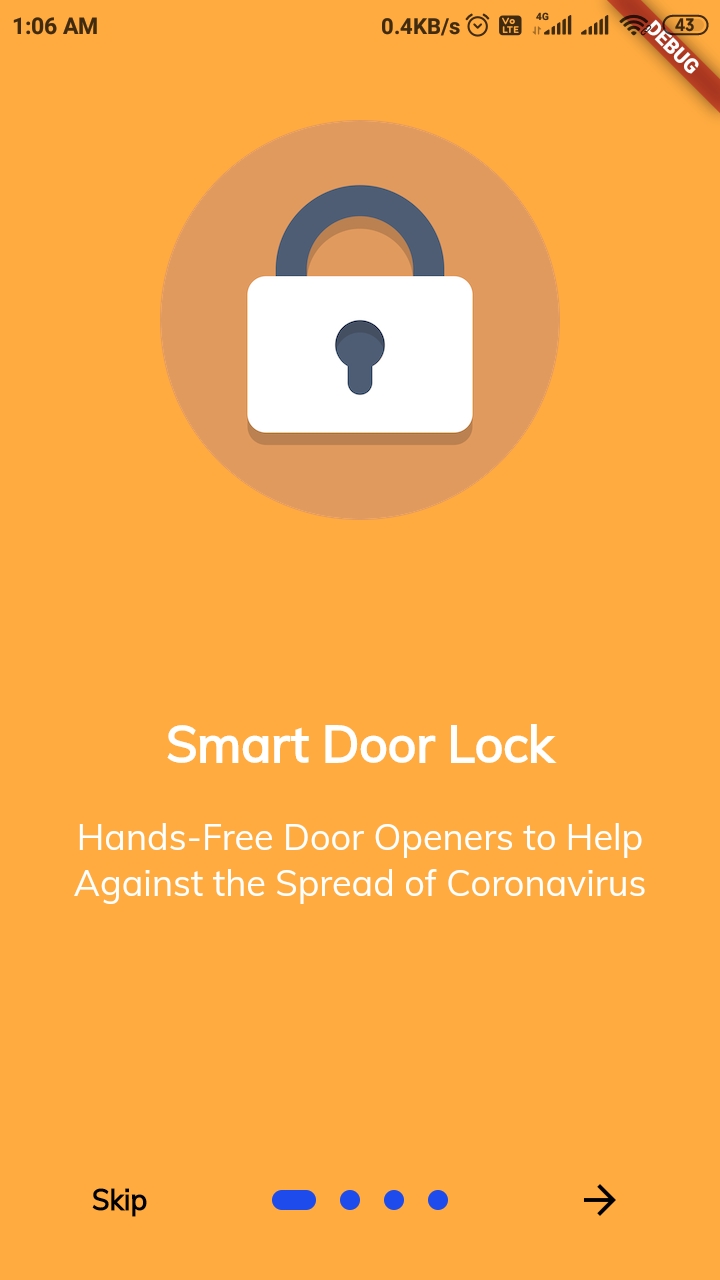 1:06 AM
0.4KB/s Vo LTE 4G 43
DEBUG
Smart Door Lock
Hands-Free Door Openers to Help
Against the Spread of Coronavirus
Skip